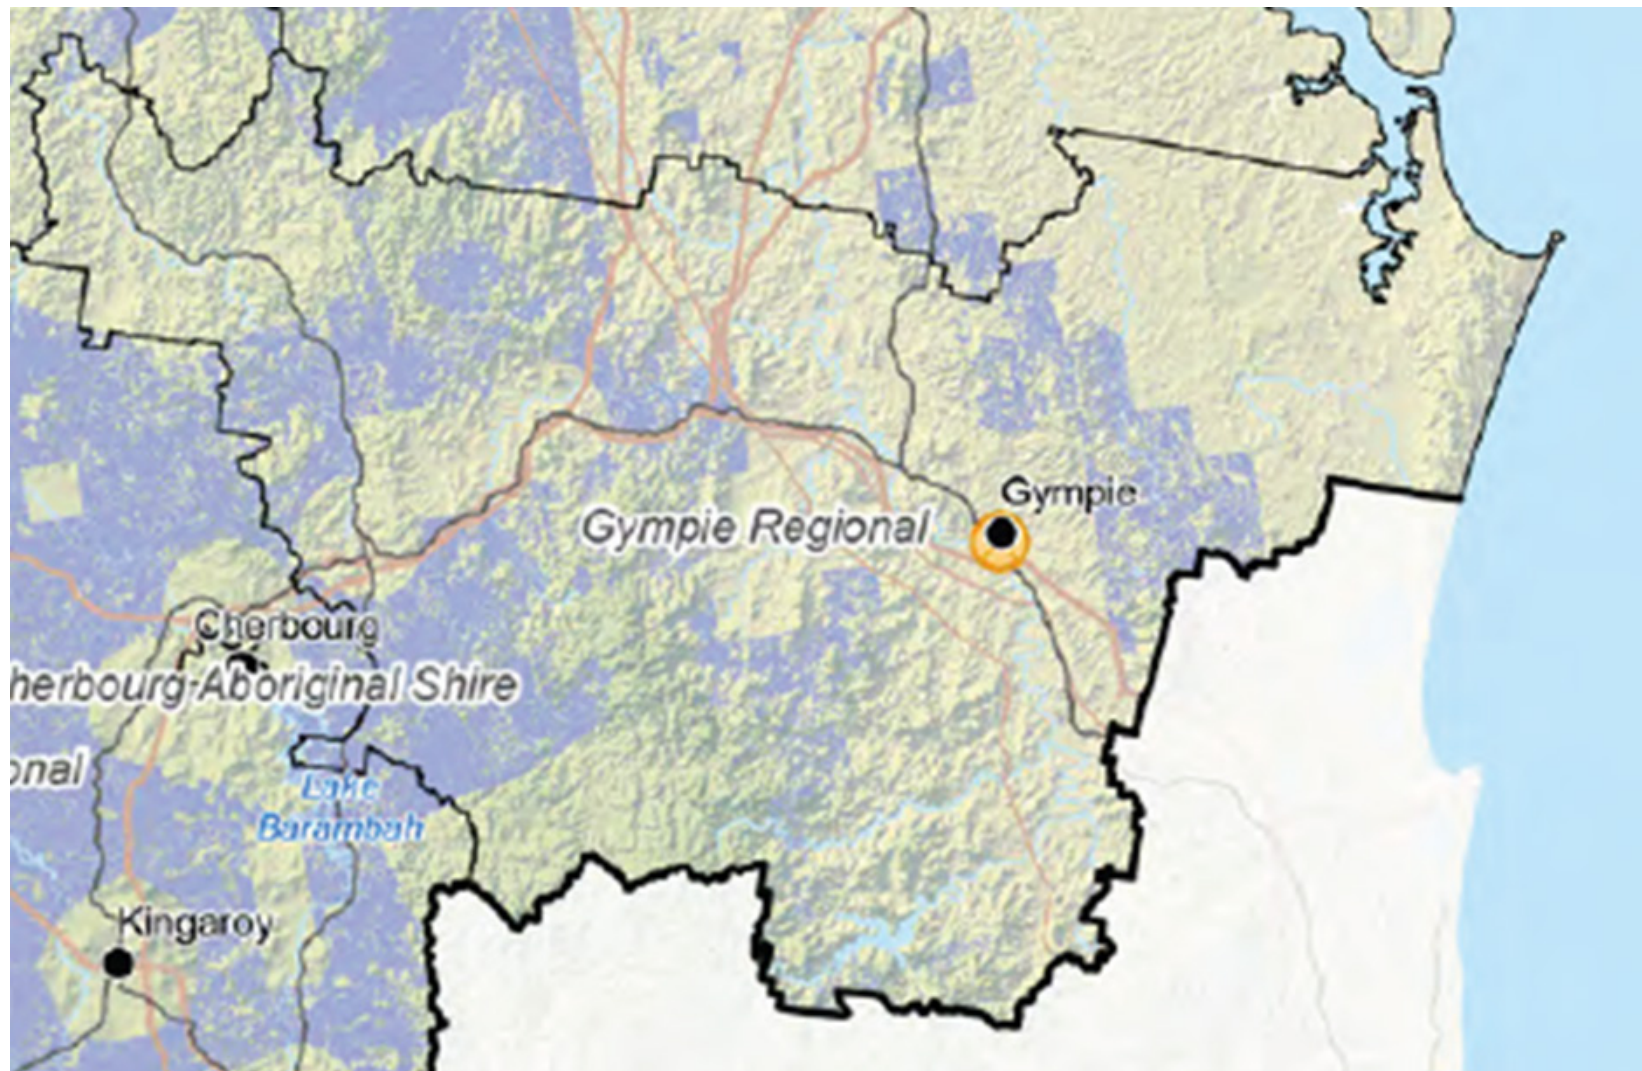 Gympie
Gympie Regional
Cherbourg
herbourg Aboriginal Shire
onal
Lake
Barambah
Kingaroy